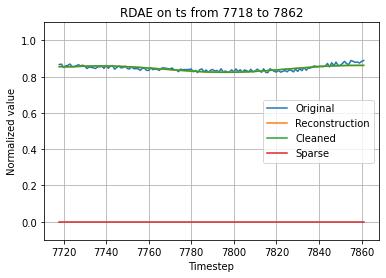 RDAE on ts from 7718 to 7862
Normalized value
1.0
0.8
0.6
0.4
0.2
0.0
Original
Reconstruction
Cleaned
Sparse
7720 7740 7760 7780 7800 7820 7840 7860
Timestep